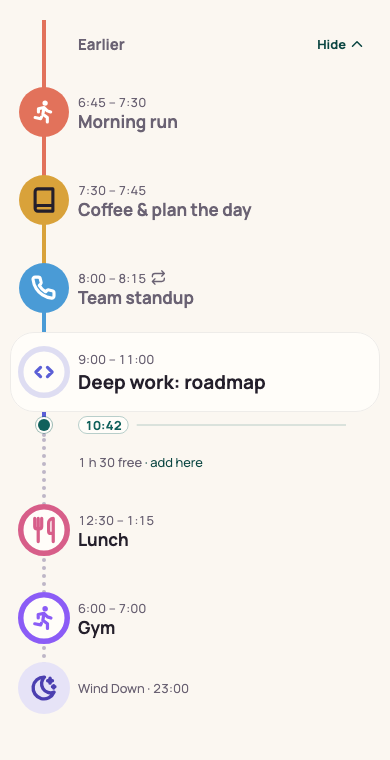 Earlier
Hide
6:45 – 7:30
Morning run
7:30 – 7:45
Coffee & plan the day
8:00 – 8:15
Team standup
9:00 – 11:00
Deep work: roadmap
10:42
1 h 30 free · add here
12:30 – 1:15
Lunch
6:00 – 7:00
Gym
Wind Down · 23:00